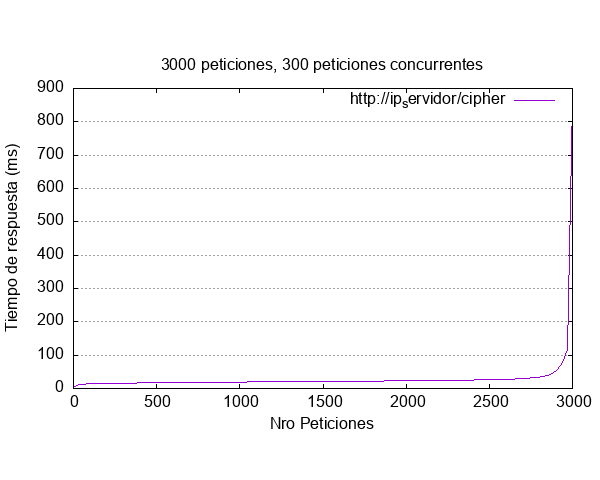 3000 peticiones, 300 peticiones concurrentes
900
http://ip_servidor/cipher
800
700
600
500
400
300
200
100
0
Tiempo de respuesta (ms)
0 500 1000 1500 2000 2500 3000
Nro Peticiones